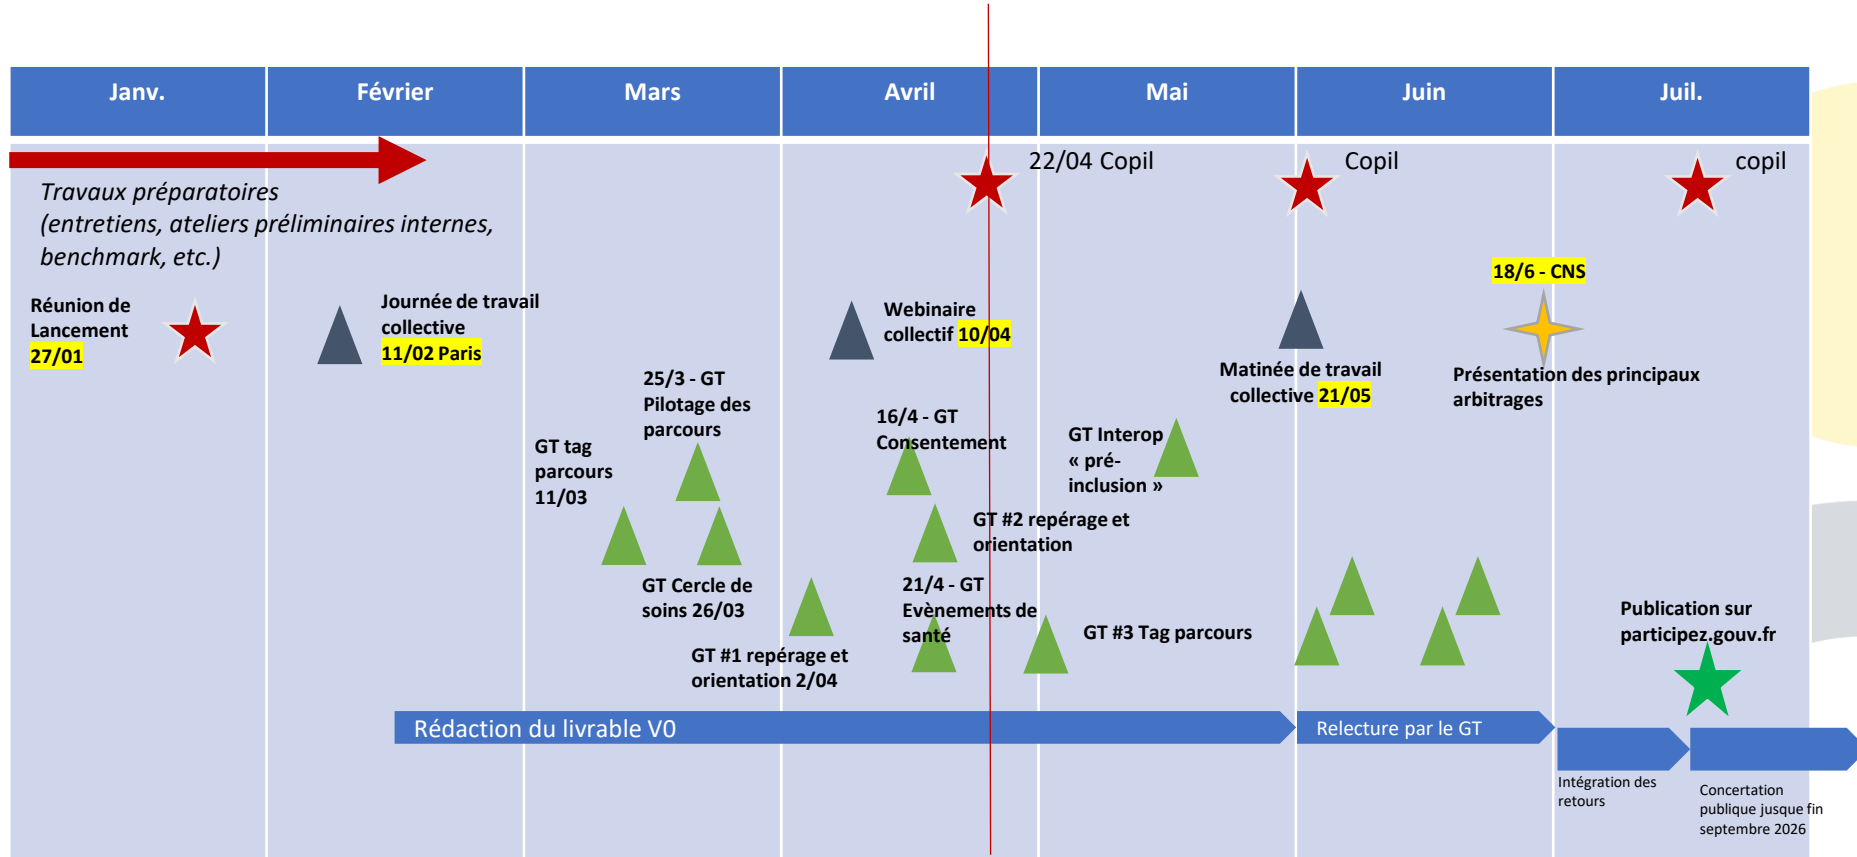 Janv.
Février
Mars
Avril
Mai
Juin
Juil.
22/04 Copil
Copil
copil
Travaux préparatoires
(entretiens, ateliers préliminaires internes,
benchmark, etc.)
Réunion de
Lancement
27/01
Journée de travail
collective
11/02 Paris
Webinaire
collectif 10/04
Matinée de travail
collective 21/05
18/6 - CNS
Présentation des principaux
arbitrages
GT tag
parcours
11/03
25/3 - GT
Pilotage des
parcours
GT Cercle de
soins 26/03
GT #1 repérage et
orientation 2/04
16/4 - GT
Consentement
GT #2 repérage et
orientation
21/4 - GT
Evènements de
santé
GT Interop
« pré-
inclusion »
GT #3 Tag parcours
Publication sur
participez.gouv.fr
Rédaction du livrable V0
Relecture par le GT
Intégration des
retours
Concertation
publique jusque fin
septembre 2026